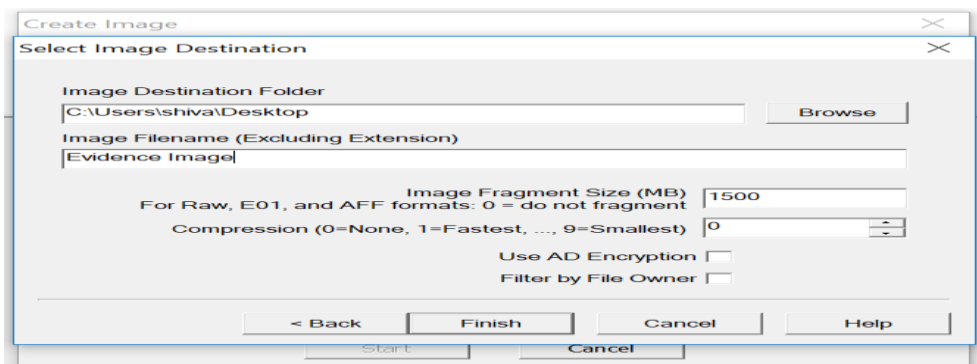 Create Image
Select Image Destination
Image Destination Folder
C:\Users\shiva\Desktop
Browse
Image Filename (Excluding Extension)
Evidence Image
Image Fragment Size (MB)
1500
For Raw, E01, and AFF formats: 0 = do not fragment
Compression (0=None, 1=Fastest, ..., 9=Smallest)
0
Use AD Encryption
Filter by File Owner
< Back
Finish
Cancel
Help
Start
Cancel